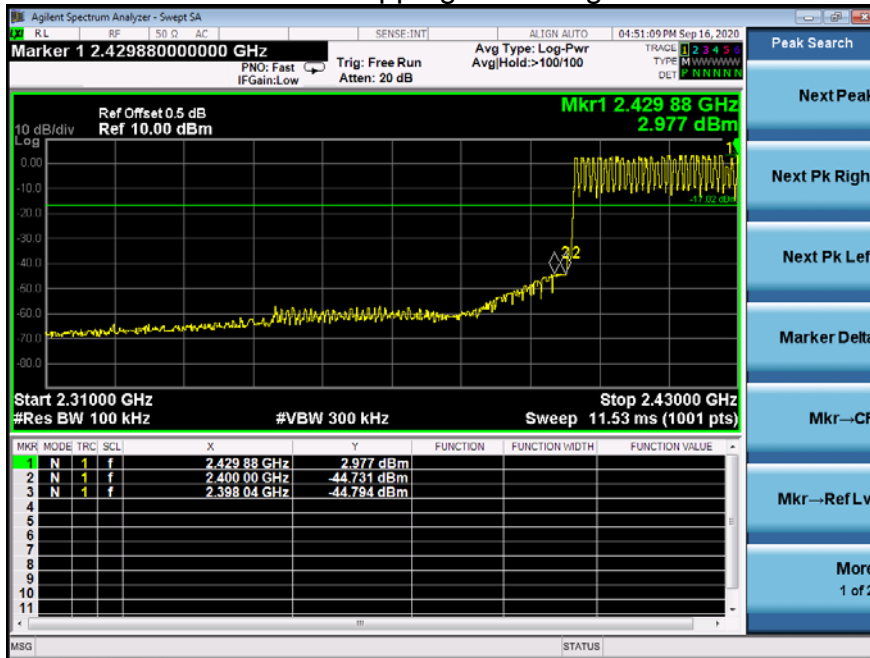 Agilent Spectrum Analyzer - Swept SA
RL RF 50 Ω AC SENSE:INT ALIGN AUTO 04:51:09 PM Sep 16, 2020
Marker 1 2.429880000000 GHz
PNO: Fast
IFGain:Low
Trig: Free Run
Atten: 20 dB
Avg Type: Log-Pwr
Avg|Hold:>100/100
TRACE 1 2 3 4 5 6
TYPE M WWWWW
DET P N N N N N
Peak Search
Mkr1 2.429 88 GHz
2.977 dBm
Ref Offset 0.5 dB
10 dB/div Ref 10.00 dBm
Log
1
0.00
-10.0
-17.02 dBm
-20.0
-30.0
2
-40.0
-50.0
-60.0
-70.0
-80.0
Start 2.31000 GHz Stop 2.43000 GHz
#Res BW 100 kHz #VBW 300 kHz Sweep 11.53 ms (1001 pts)
MKR MODE TRC SCL X Y FUNCTION FUNCTION WIDTH FUNCTION VALUE
1 N 1 f 2.429 88 GHz 2.977 dBm
2 N 1 f 2.400 00 GHz -44.731 dBm
3 N 1 f 2.398 04 GHz -44.794 dBm
4
5
6
7
8
9
10
11
MSG STATUS
Next Peak
Next Pk Righ
Next Pk Lef
Marker Delta
Mkr→CF
Mkr→Ref Lv
More
1 of 2